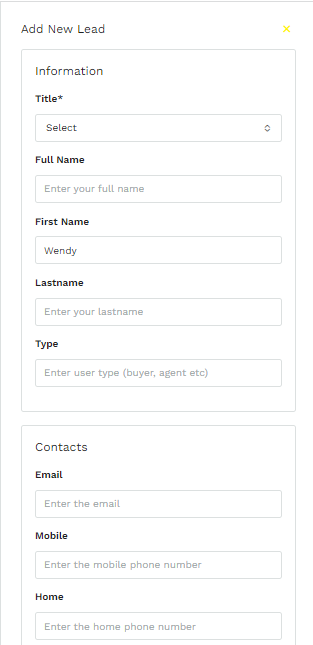 Add New Lead
Information
Title*
Select
Full Name
Enter your full name
First Name
Wendy
Lastname
Enter your lastname
Type
Enter user type (buyer, agent etc)
Contacts
Email
Enter the email
Mobile
Enter the mobile phone number
Home
Enter the home phone number